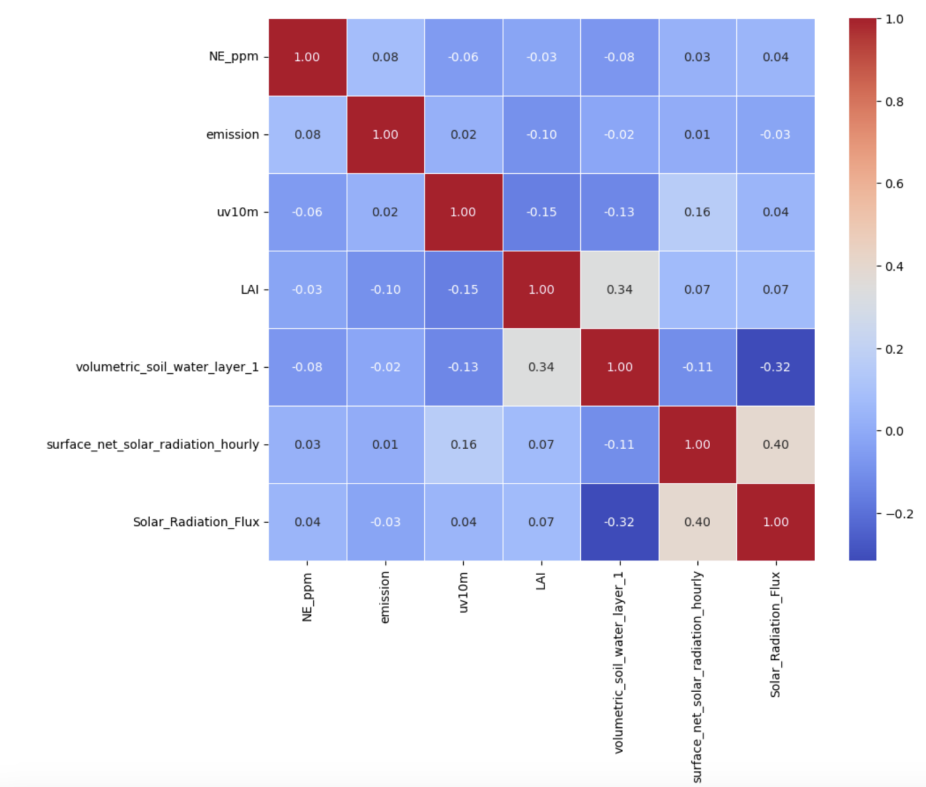 1.0
NE_ppm 1.00 0.08 -0.06 -0.03 -0.08 0.03 0.04
0.8
emission 0.08 1.00 0.02 -0.10 -0.02 0.01 -0.03
0.6
uv10m -0.06 0.02 1.00 -0.15 -0.13 0.16 0.04
0.4
LAI -0.03 -0.10 -0.15 1.00 0.34 0.07 0.07
0.2
volumetric_soil_water_layer_1 -0.08 -0.02 -0.13 0.34 1.00 -0.11 -0.32
0.0
surface_net_solar_radiation_hourly 0.03 0.01 0.16 0.07 -0.11 1.00 0.40
−0.2
Solar_Radiation_Flux 0.04 -0.03 0.04 0.07 -0.32 0.40 1.00
NE_ppm
emission
uv10m
LAI
volumetric_soil_water_layer_1
surface_net_solar_radiation_hourly
Solar_Radiation_Flux